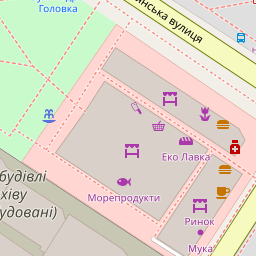 Головка
нська вулиця
Еко Лавка
будівлі
хіву
удовані)
Морепродукти
Ринок
Мука